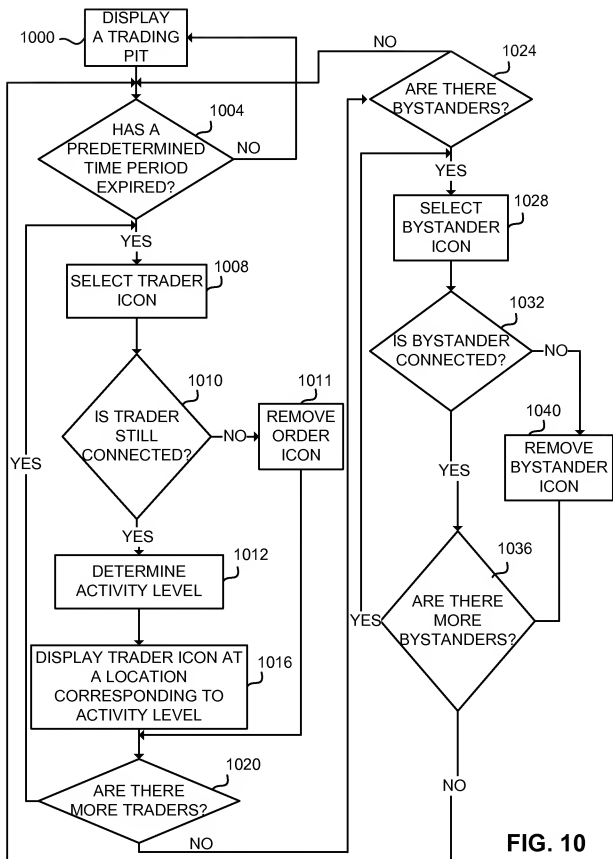 1000
DISPLAY
A TRADING
PIT
1004
HAS A
PREDETERMINED
TIME PERIOD
EXPIRED?
NO
YES
1008
SELECT TRADER
ICON
1010
IS TRADER
STILL
CONNECTED?
NO
1011
REMOVE
ORDER
ICON
YES
YES
1012
DETERMINE
ACTIVITY LEVEL
1016
DISPLAY TRADER ICON AT
A LOCATION
CORRESPONDING TO
ACTIVITY LEVEL
1020
ARE THERE
MORE TRADERS?
NO
NO
1024
ARE THERE
BYSTANDERS?
YES
1028
SELECT
BYSTANDER
ICON
1032
IS BYSTANDER
CONNECTED?
NO
1040
REMOVE
BYSTANDER
ICON
YES
1036
ARE THERE
MORE
BYSTANDERS?
YES
NO
FIG. 10